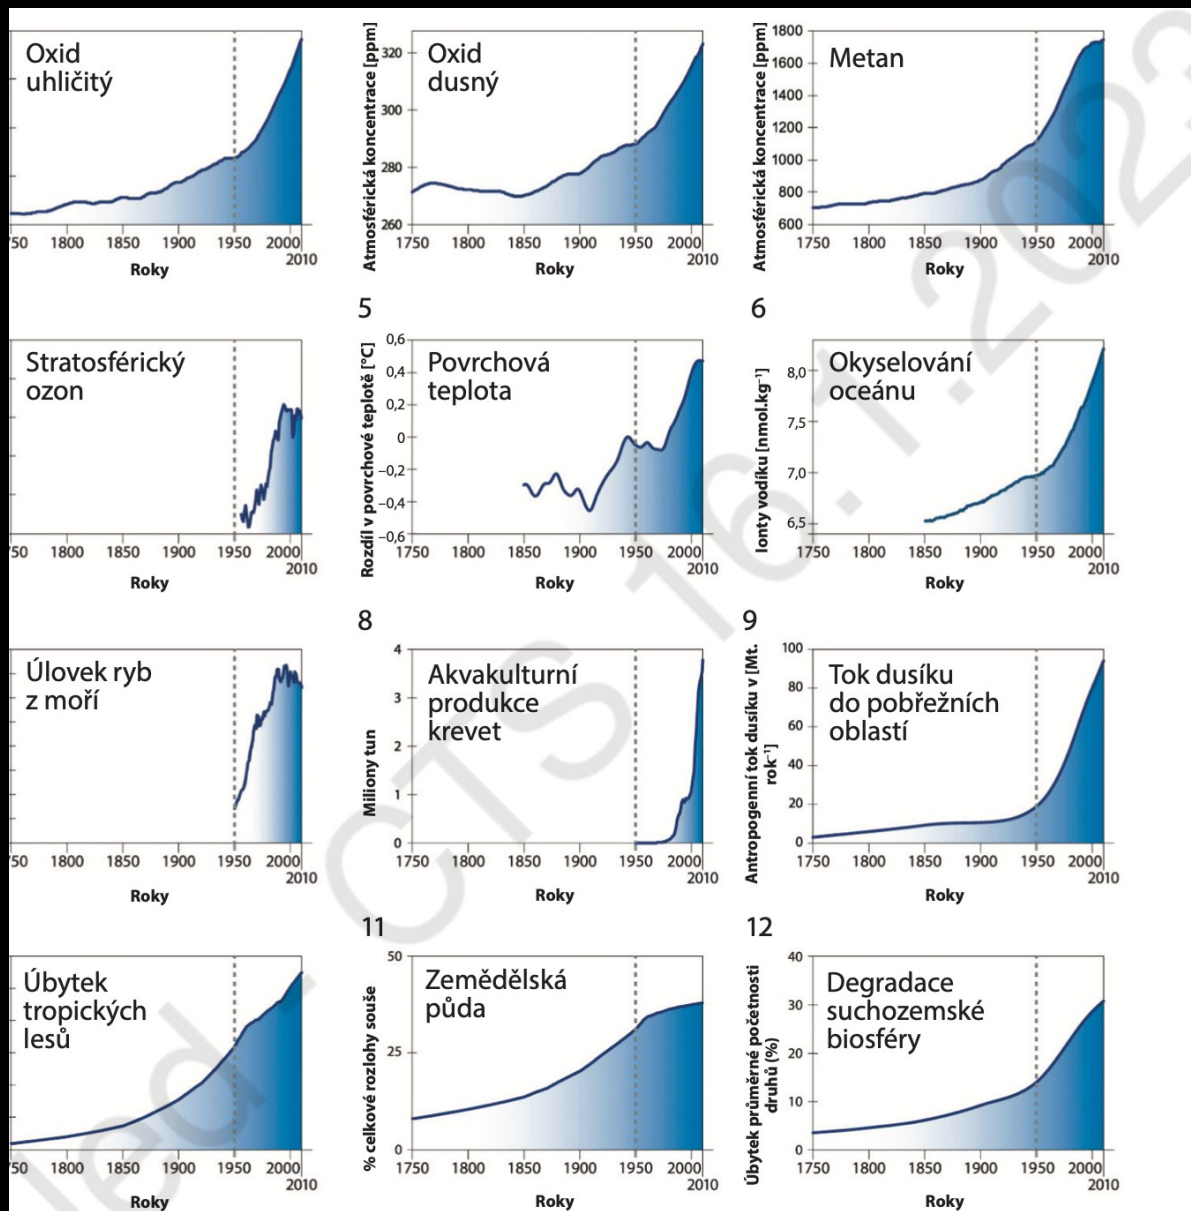 Oxid
uhličitý
750 1800 1850 1900 1950 2000
2010
Roky
Atmosférická koncentrace [ppm]
320
300
280
260
Oxid
dusný
1750 1800 1850 1900 1950 2000
2010
Roky
Atmosférická koncentrace [ppm]
1800
1600
1400
1200
1000
800
600
Metan
1750 1800 1850 1900 1950 2000
2010
Roky
Stratosférický
ozon
750 1800 1850 1900 1950 2000
2010
Roky
5
Rozdíl v povrchové teplotě [°C]
0,6
0,4
0,2
0
–0,2
–0,4
–0,6
Povrchová
teplota
1750 1800 1850 1900 1950 2000
2010
Roky
6
Ionty vodíku [nmol.kg⁻¹]
8,0
7,5
7,0
6.5
Okyselování
oceánu
1750 1800 1850 1900 1950 2000
2010
Roky
Úlovek ryb
z moří
750 1800 1850 1900 1950 2000
2010
Roky
8
Miliony tun
4
3
2
1
0
Akvakulturní
produkce
krevet
1750 1800 1850 1900 1950 2000
2010
Roky
9
Antropogenní tok dusíku v [Mt.
rok⁻¹]
100
80
60
40
20
0
Tok dusíku
do pobřežních
oblastí
1750 1800 1850 1900 1950 2000
2010
Roky
Úbytek
tropických
lesů
750 1800 1850 1900 1950 2000
2010
Roky
11
% celkové rozlohy souše
50
25
0
Zemědělská
půda
1750 1800 1850 1900 1950 2000
2010
Roky
12
Úbytek průměrné početnosti
druhů (%)
40
30
20
10
0
Degradace
suchozemské
biosféry
1750 1800 1850 1900 1950 2000
2010
Roky
led - CTS 16. 1. 2023